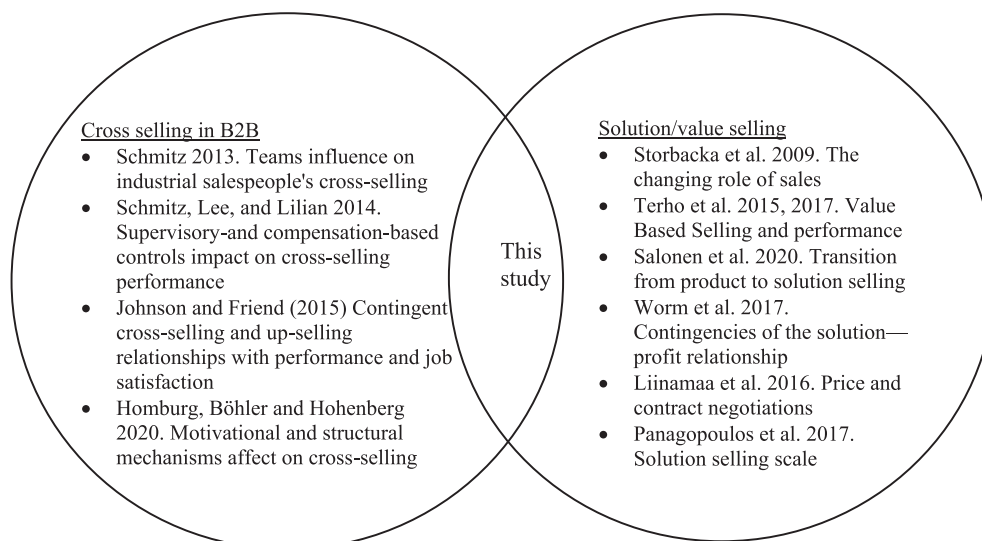 Cross selling in B2B
• Schmitz 2013. Teams influence on
industrial salespeople's cross-selling
• Schmitz, Lee, and Lilian 2014.
Supervisory-and compensation-based
controls impact on cross-selling
performance
• Johnson and Friend (2015) Contingent
cross-selling and up-selling
relationships with performance and job
satisfaction
• Homburg, Böhler and Hohenberg
2020. Motivational and structural
mechanisms affect on cross-selling
This
study
Solution/value selling
• Storbacka et al. 2009. The
changing role of sales
• Terho et al. 2015, 2017. Value
Based Selling and performance
• Salonen et al. 2020. Transition
from product to solution selling
• Worm et al. 2017.
Contingencies of the solution—
profit relationship
• Liinamaa et al. 2016. Price and
contract negotiations
• Panagopoulos et al. 2017.
Solution selling scale